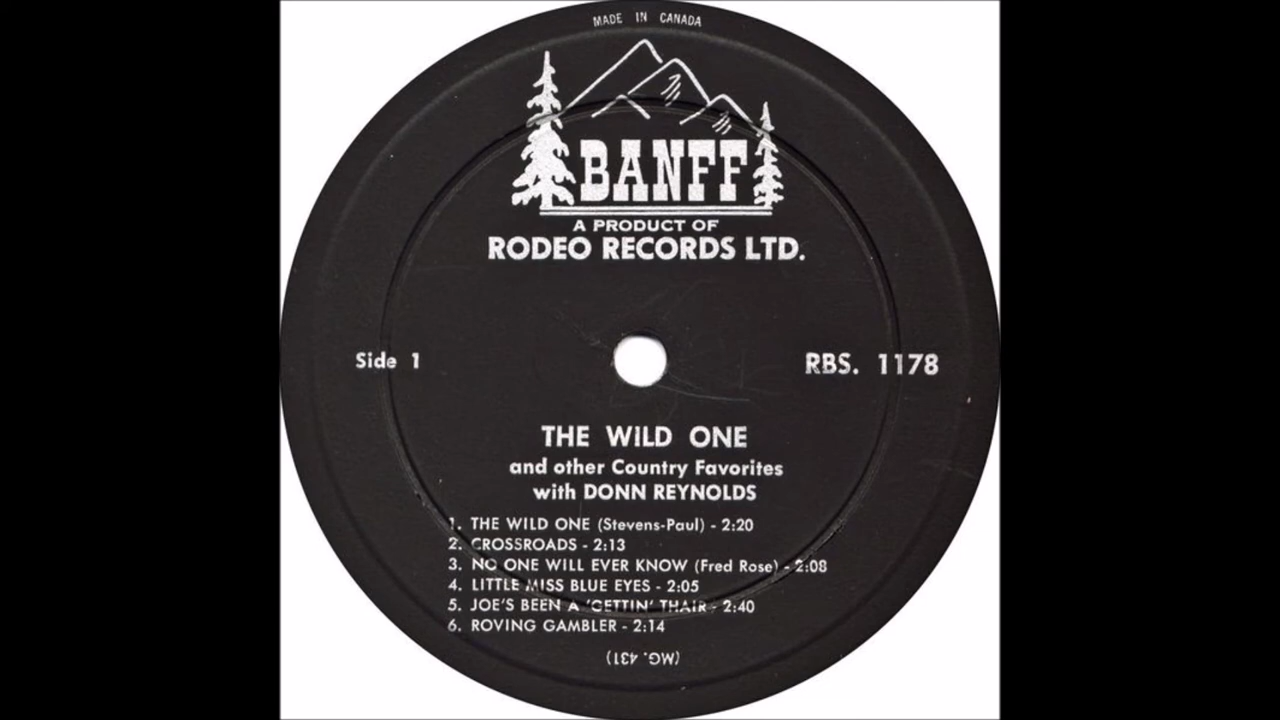 MADE IN CANADA
BANFF
A PRODUCT OF
RODEO RECORDS LTD.
Side 1
RBS. 1178
THE WILD ONE
and other Country Favorites
with DONN REYNOLDS
1. THE WILD ONE (Stevens-Paul) - 2:20
2. CROSSROADS - 2:13
3. NO ONE WILL EVER KNOW (Fred Rose) - 2:08
4. LITTLE MISS BLUE EYES - 2:05
5. JOE'S BEEN A 'GETTIN' THAIR - 2:40
6. ROVING GAMBLER - 2:14
(MG. 431)